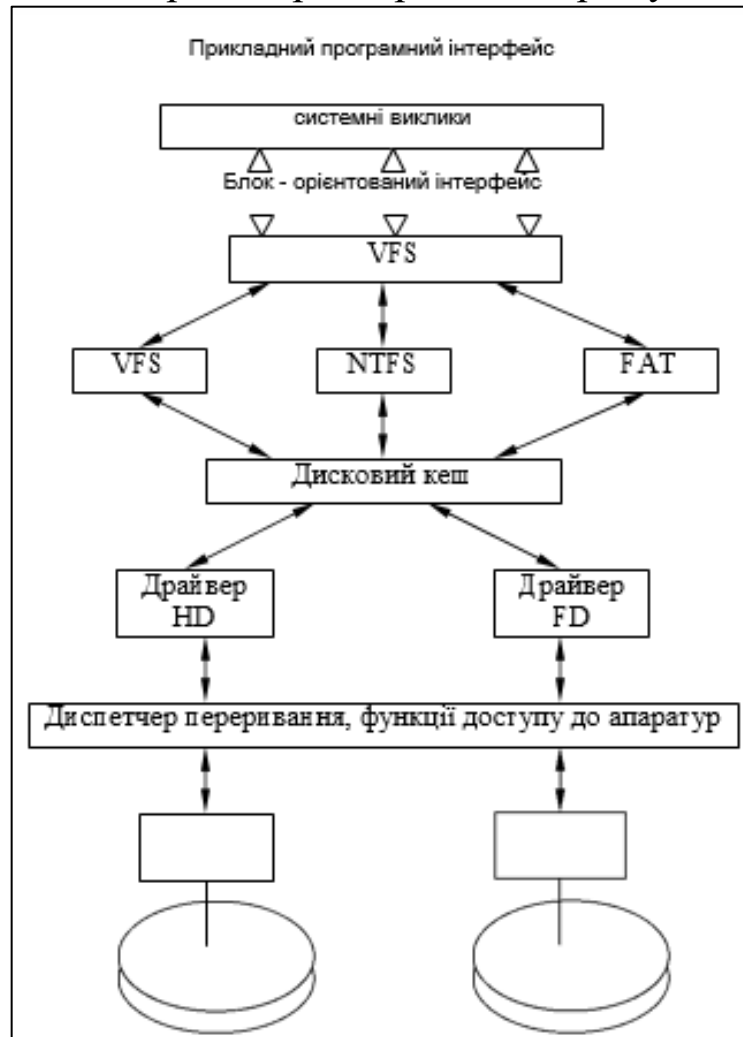 Прикладний програмний інтерфейс
системні виклики
Блок - орієнтований інтерфейс
VFS
VFS NTFS FAT
Дисковий кеш
Драйвер Драйвер
HD FD
Диспетчер переривання, функції доступу до апаратур